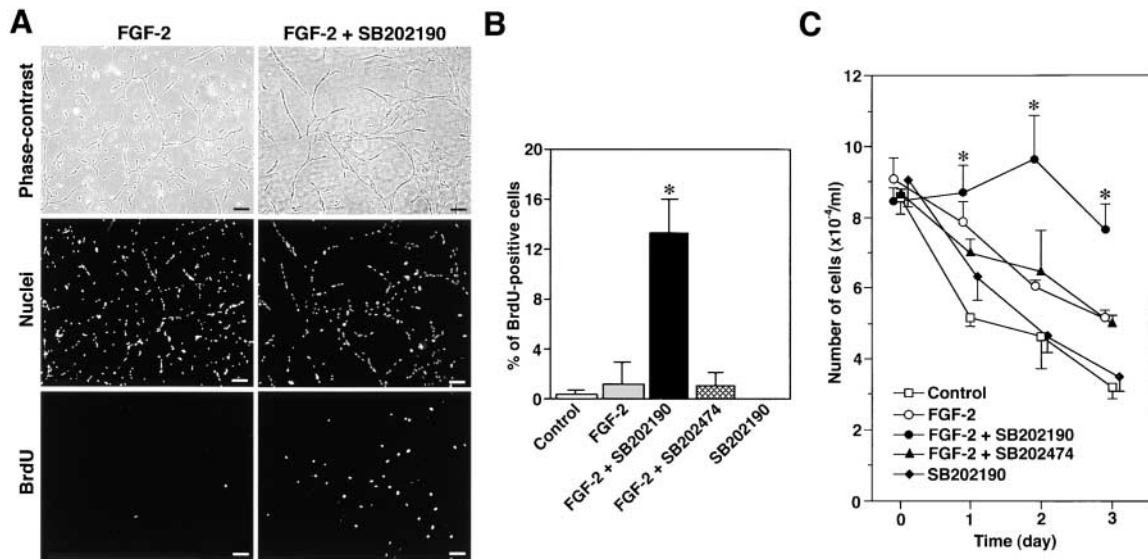 A
FGF-2
FGF-2 + SB202190
Phase-contrast
Nuclei
BrdU
B
% of BrdU-positive cells
20
16
12
8
4
0
*
Control
FGF-2
FGF-2 + SB202190
FGF-2 + SB202474
SB202190
C
Number of cells (x10⁻⁴/ml)
12
10
8
6
4
2
0
*
*
*
Control
FGF-2
FGF-2 + SB202190
FGF-2 + SB202474
SB202190
0
1
2
3
Time (day)